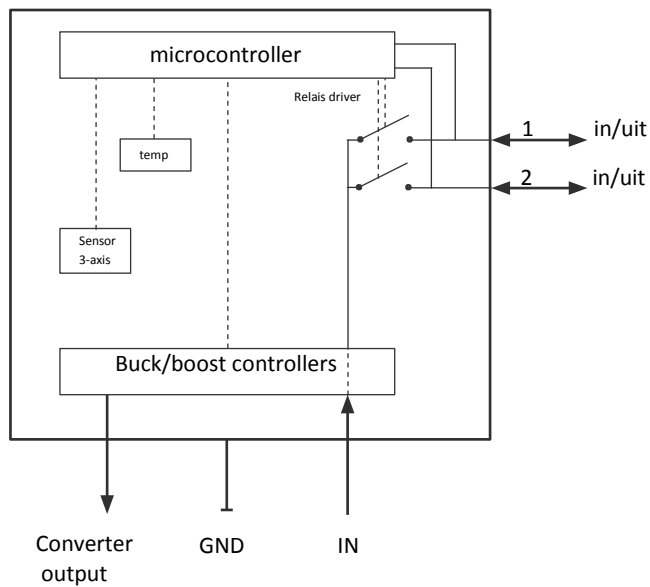 microcontroller
Relais driver
1 in/uit
temp
2 in/uit
Sensor
3-axis
Buck/boost controllers
Converter
output
GND
IN